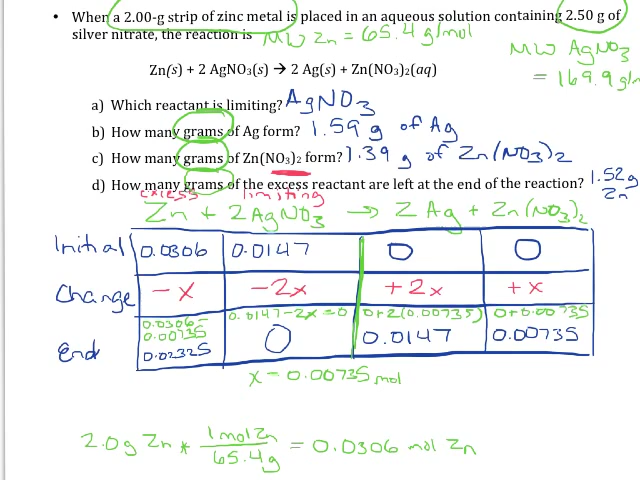 • When a 2.00-g strip of zinc metal is placed in an aqueous solution containing 2.50 g of
silver nitrate, the reaction is MW Zn = 65.4 g/mol
MW AgNO3
= 169.9 g/m
Zn(s) + 2 AgNO3(s) → 2 Ag(s) + Zn(NO3)2(aq)
a) Which reactant is limiting? AgNO3
b) How many grams of Ag form? 1.59 g of Ag
c) How many grams of Zn(NO3)2 form? 1.39 g of Zn(NO3)2
d) How many grams of the excess reactant are left at the end of the reaction? 1.52g Zn
excess limiting
Zn + 2AgNO3 → 2 Ag + Zn(NO3)2
Initial 0.0306 0.0147 0 0
Change - x - 2x + 2x + x
0.0306- 0.00735 0.0147-2x=0 0+2(0.00735) 0+0.00735
End 0.02325 0 0.0147 0.00735
x = 0.00735 mol
2.0g Zn * 1 mol Zn / 65.4g = 0.0306 mol Zn